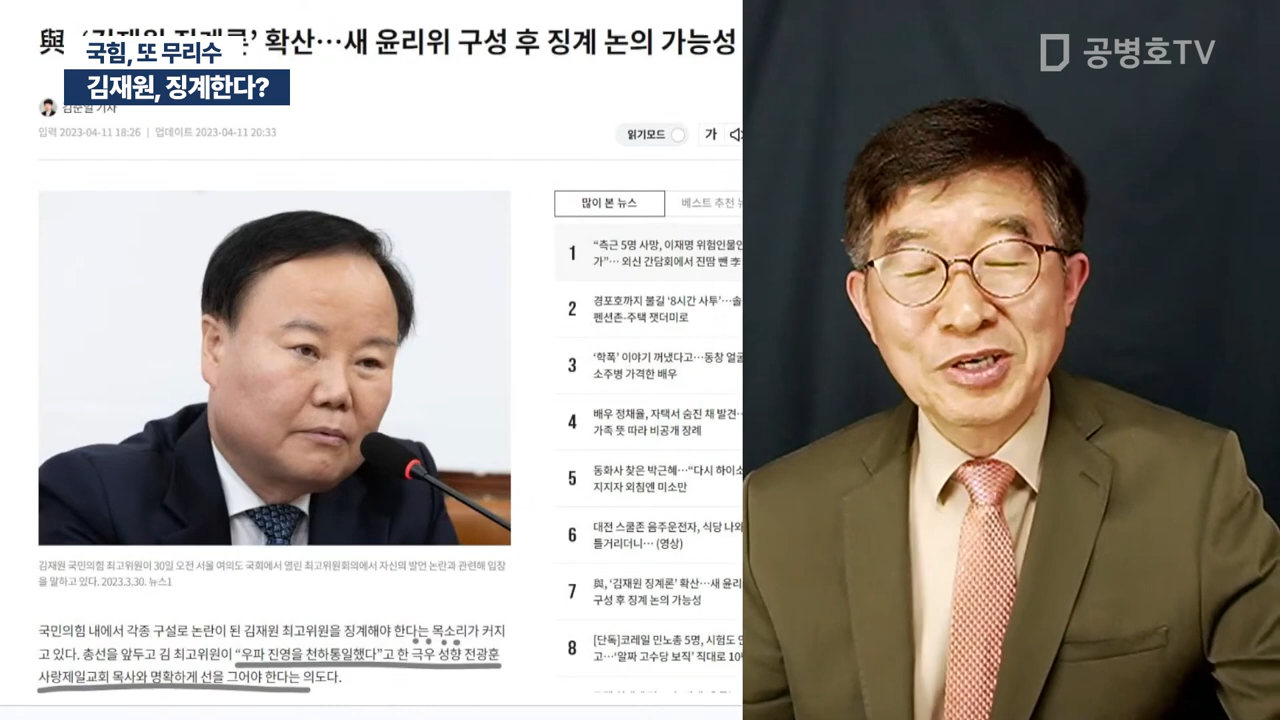 與, ‘김재원 징계론’ 확산…새 윤리위 구성 후 징계 논의 가능성
국힘, 또 무리수
김재원, 징계한다?
공병호TV
김준일 기자
입력 2023-04-11 18:26 | 업데이트 2023-04-11 20:33
읽기모드
가
많이 본 뉴스
베스트 추천
1
“측근 5명 사망, 이재명 위험인물인
가”… 외신 간담회에서 진땀 뺀 李
2
경포호까지 불길 ‘8시간 사투’…솔
펜션촌-주택 잿더미로
3
‘학폭’ 이야기 꺼냈다고…동창 얼굴
소주병 가격한 배우
4
배우 정채율, 자택서 숨진 채 발견…
가족 뜻 따라 비공개 장례
5
동화사 찾은 박근혜…“다시 하이소
지지자 외침엔 미소만
6
대전 스쿨존 음주운전자, 식당 나와
틀거리더니… (영상)
7
與, ‘김재원 징계론’ 확산…새 윤리
구성 후 징계 논의 가능성
8
[단독]코레일 민노총 5명, 시험도 안
고…‘알짜 고수당 보직’ 직대로 10
김재원 국민의힘 최고위원이 30일 오전 서울 여의도 국회에서 열린 최고위원회의에서 자신의 발언 논란과 관련해 입장
을 말하고 있다. 2023.3.30. 뉴스1
국민의힘 내에서 각종 구설로 논란이 된 김재원 최고위원을 징계해야 한다는 목소리가 커지
고 있다. 총선을 앞두고 김 최고위원이 “우파 진영을 천하통일했다”고 한 극우 성향 전광훈
사랑제일교회 목사와 명확하게 선을 그어야 한다는 의도다.